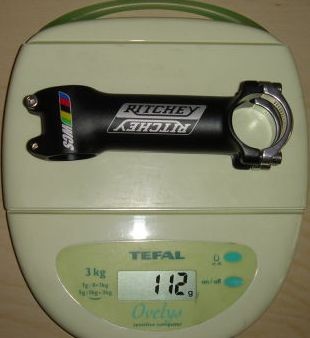 RITCHEY
RITCHEY
WCS
TEFAL
3 kg
on/off
112 g
Ovelys